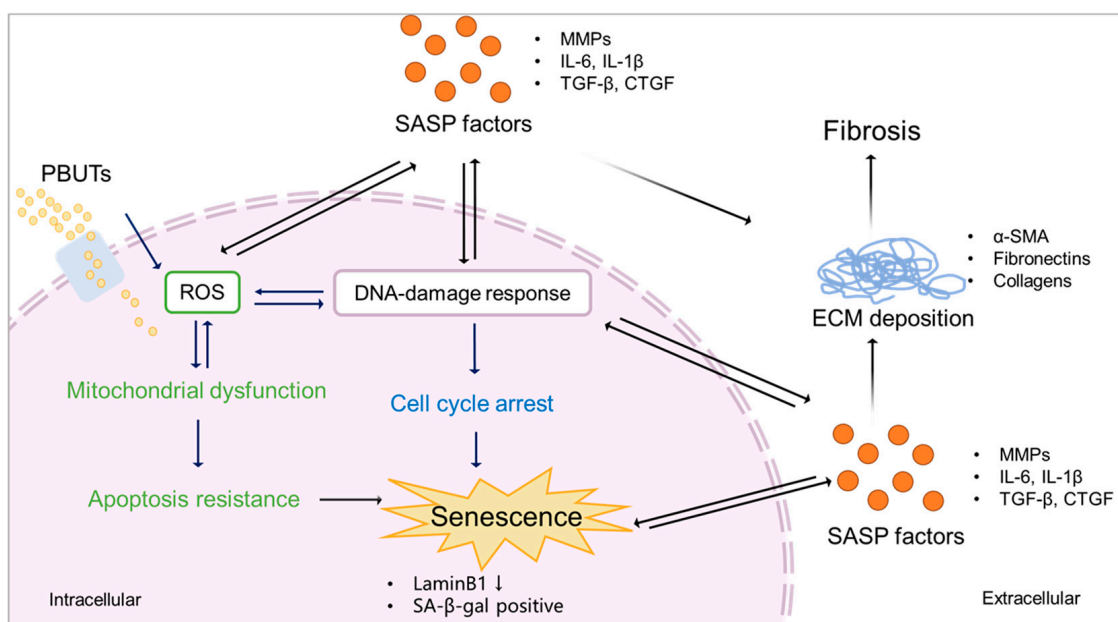 • MMPs
• IL-6, IL-1β
• TGF-β, CTGF
SASP factors
Fibrosis
PBUTs
• α-SMA
• Fibronectins
• Collagens
ROS
DNA-damage response
ECM deposition
Mitochondrial dysfunction
Cell cycle arrest
• MMPs
• IL-6, IL-1β
• TGF-β, CTGF
Apoptosis resistance
Senescence
SASP factors
• LaminB1 ↓
• SA-β-gal positive
Intracellular
Extracellular